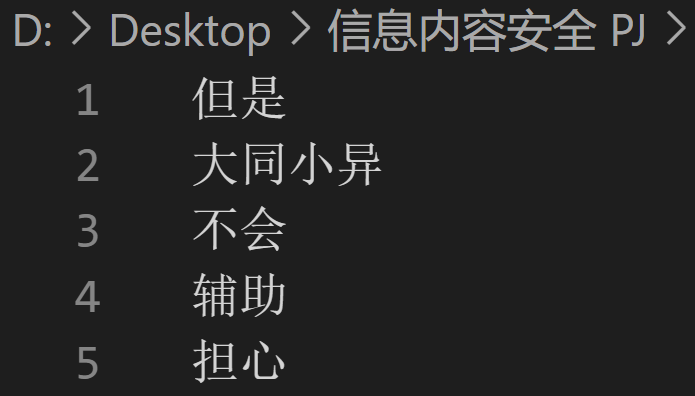 D: > Desktop > 信息内容安全 PJ >
1 但是
2 大同小异
3 不会
4 辅助
5 担心